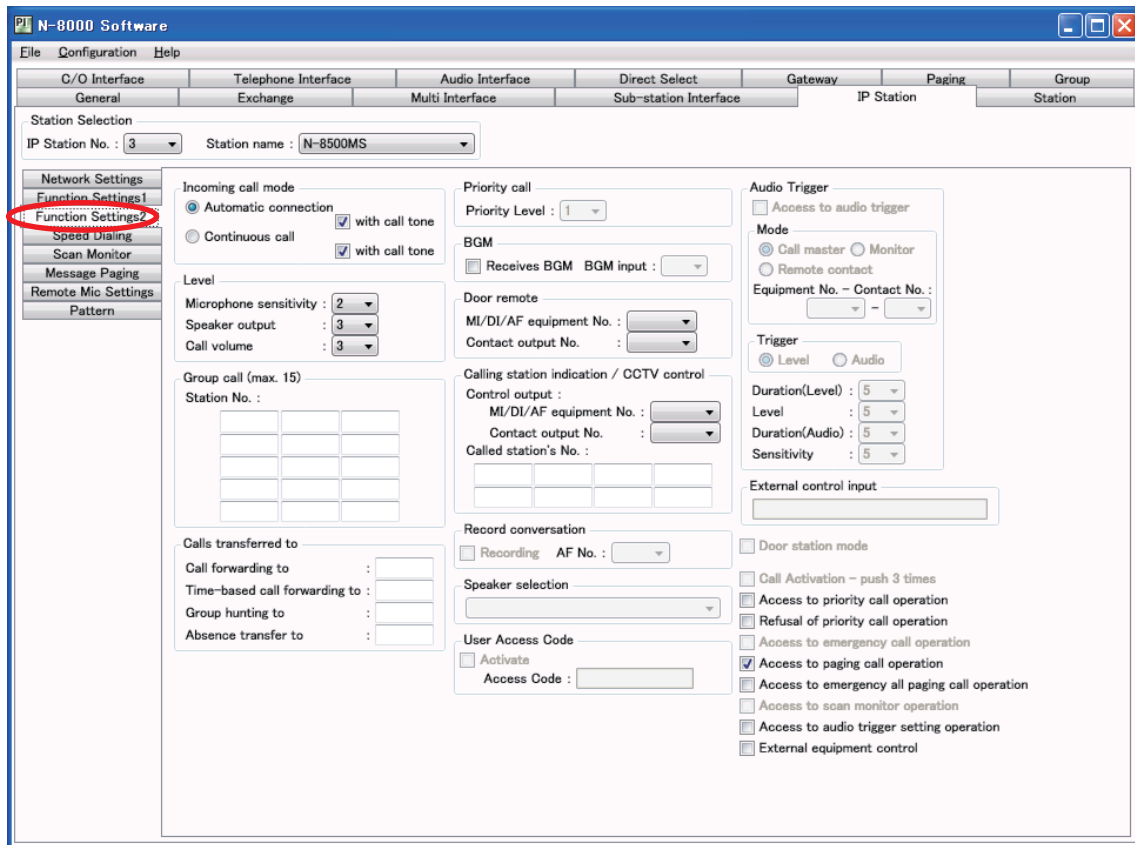 N-8000 Software
File Configuration Help
C/O Interface Telephone Interface Audio Interface Direct Select Gateway Paging Group
General Exchange Multi Interface Sub-station Interface IP Station Station
Station Selection
IP Station No. : 3 Station name : N-8500MS
Network Settings
Function Settings1
Function Settings2
Speed Dialing
Scan Monitor
Message Paging
Remote Mic Settings
Pattern
Incoming call mode
Automatic connection
with call tone
Continuous call
with call tone
Level
Microphone sensitivity : 2
Speaker output : 3
Call volume : 3
Group call (max. 15)
Station No. :
Calls transferred to
Call forwarding to :
Time-based call forwarding to :
Group hunting to :
Absence transfer to :
Priority call
Priority Level : 1
BGM
Receives BGM BGM input :
Door remote
MI/DI/AF equipment No. :
Contact output No. :
Calling station indication / CCTV control
Control output :
MI/DI/AF equipment No. :
Contact output No. :
Called station's No. :
Record conversation
Recording AF No. :
Speaker selection
User Access Code
Activate
Access Code :
Audio Trigger
Access to audio trigger
Mode
Call master Monitor
Remote contact
Equipment No. - Contact No. :
-
Trigger
Level Audio
Duration(Level) : 5
Level : 5
Duration(Audio) : 5
Sensitivity : 5
External control input
Door station mode
Call Activation - push 3 times
Access to priority call operation
Refusal of priority call operation
Access to emergency call operation
Access to paging call operation
Access to emergency all paging call operation
Access to scan monitor operation
Access to audio trigger setting operation
External equipment control